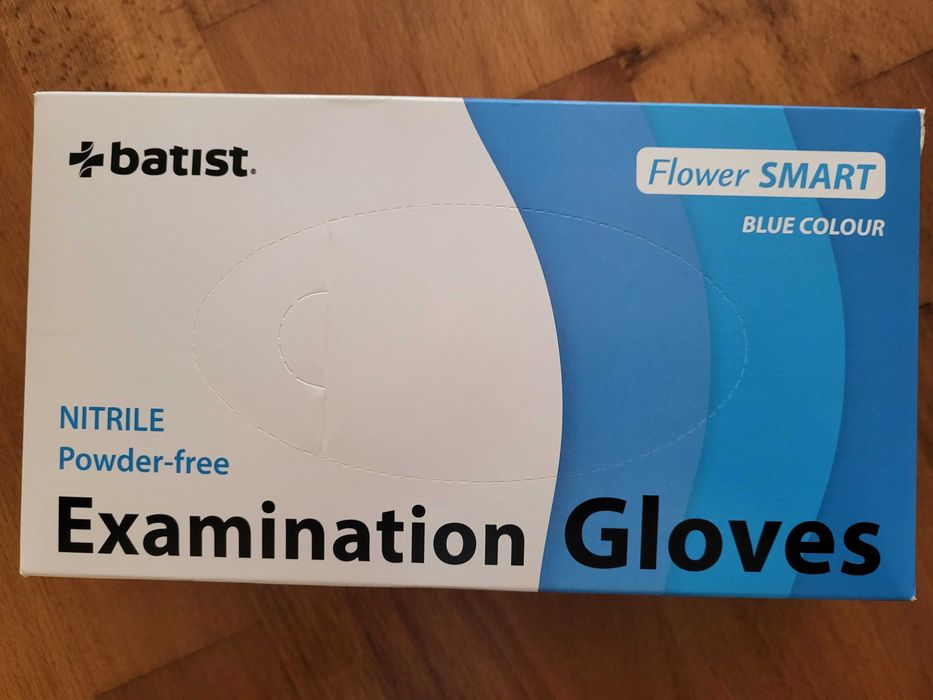 batist.
Flower SMART
BLUE COLOUR
NITRILE
Powder-free
Examination Gloves